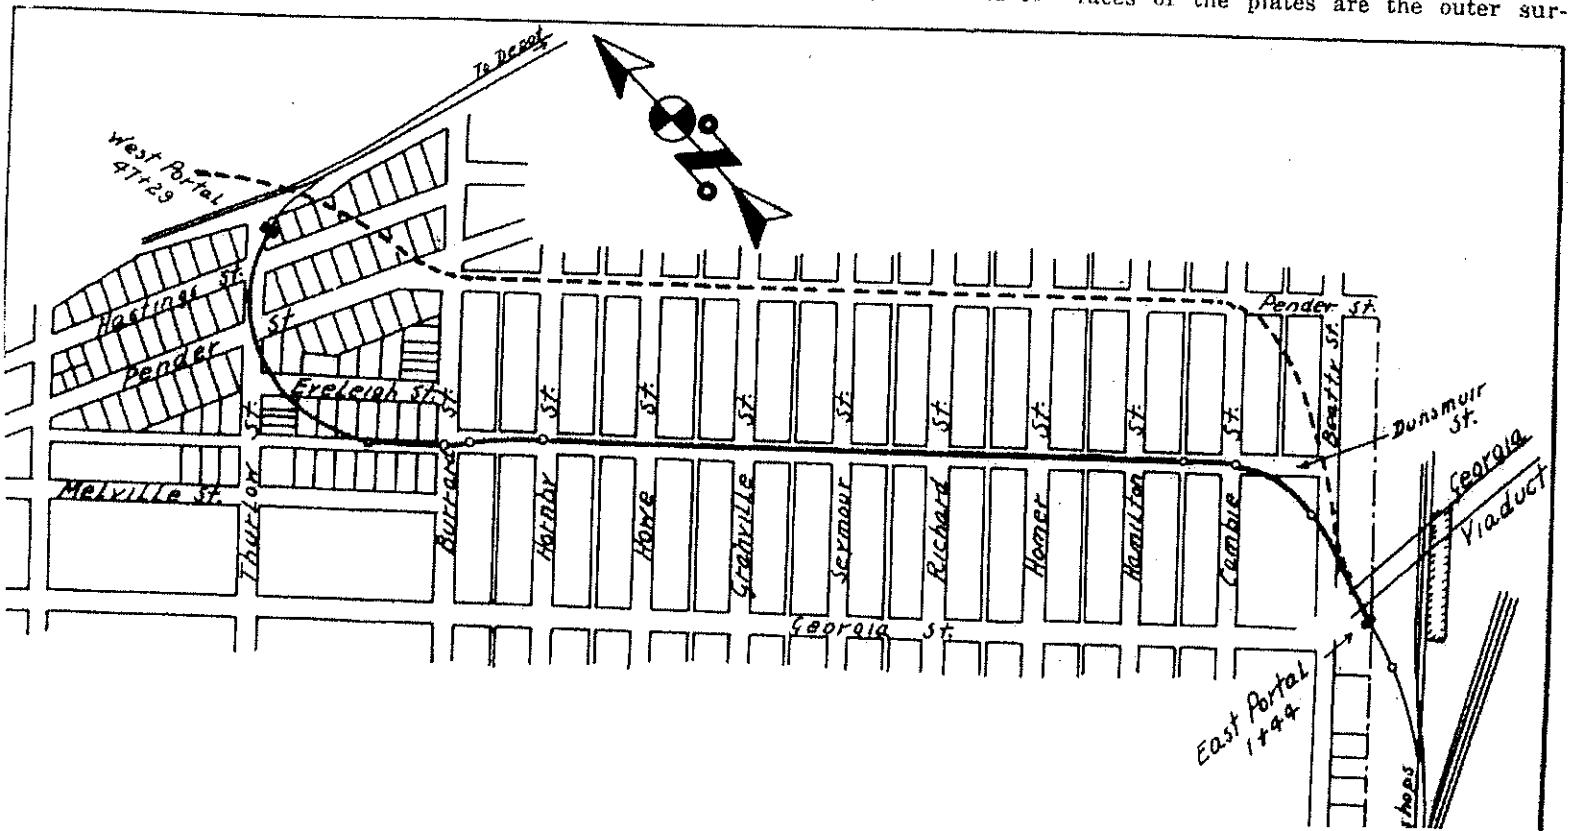 of the plates are the outer sur-
To Depot
West Portal
47+29
Hastings St.
Pender St.
Pender St.
Ereleigh St.
Beatty St.
Dunsmuir
St.
Georgia
Viaduct
Melville St.
Thurlow St.
Burrard St.
Hornby St.
Howe St.
Granville St.
Seymour St.
Richard St.
Homer St.
Hamilton St.
Cambie St.
Georgia St.
East Portal
1+44